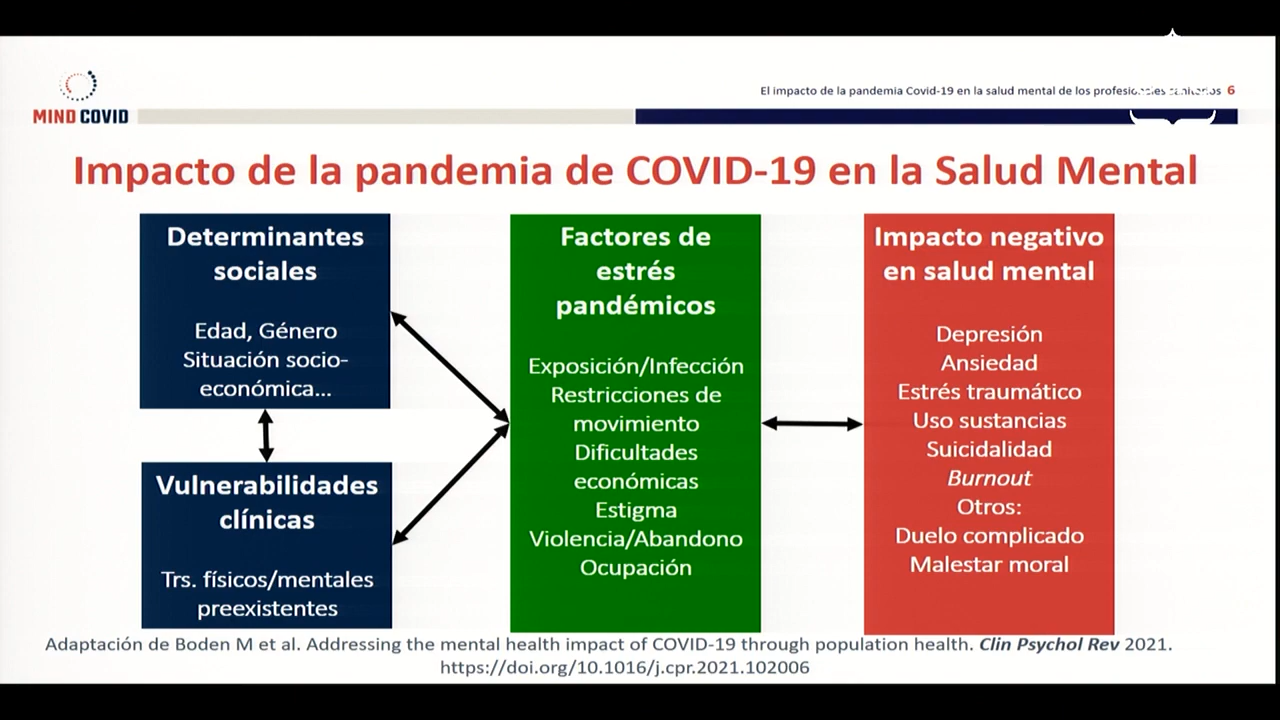 El impacto de la pandemia Covid-19 en la salud mental de los profesionales sanitarios 6
MIND COVID
Impacto de la pandemia de COVID-19 en la Salud Mental
Determinantes
sociales
Edad, Género
Situación socio-
económica...
Vulnerabilidades
clínicas
Trs. físicos/mentales
preexistentes
Factores de
estrés
pandémicos
Exposición/Infección
Restricciones de
movimiento
Dificultades
económicas
Estigma
Violencia/Abandono
Ocupación
Impacto negativo
en salud mental
Depresión
Ansiedad
Estrés traumático
Uso sustancias
Suicidalidad
Burnout
Otros:
Duelo complicado
Malestar moral
Adaptación de Boden M et al. Addressing the mental health impact of COVID-19 through population health. Clin Psychol Rev 2021.
https://doi.org/10.1016/j.cpr.2021.102006